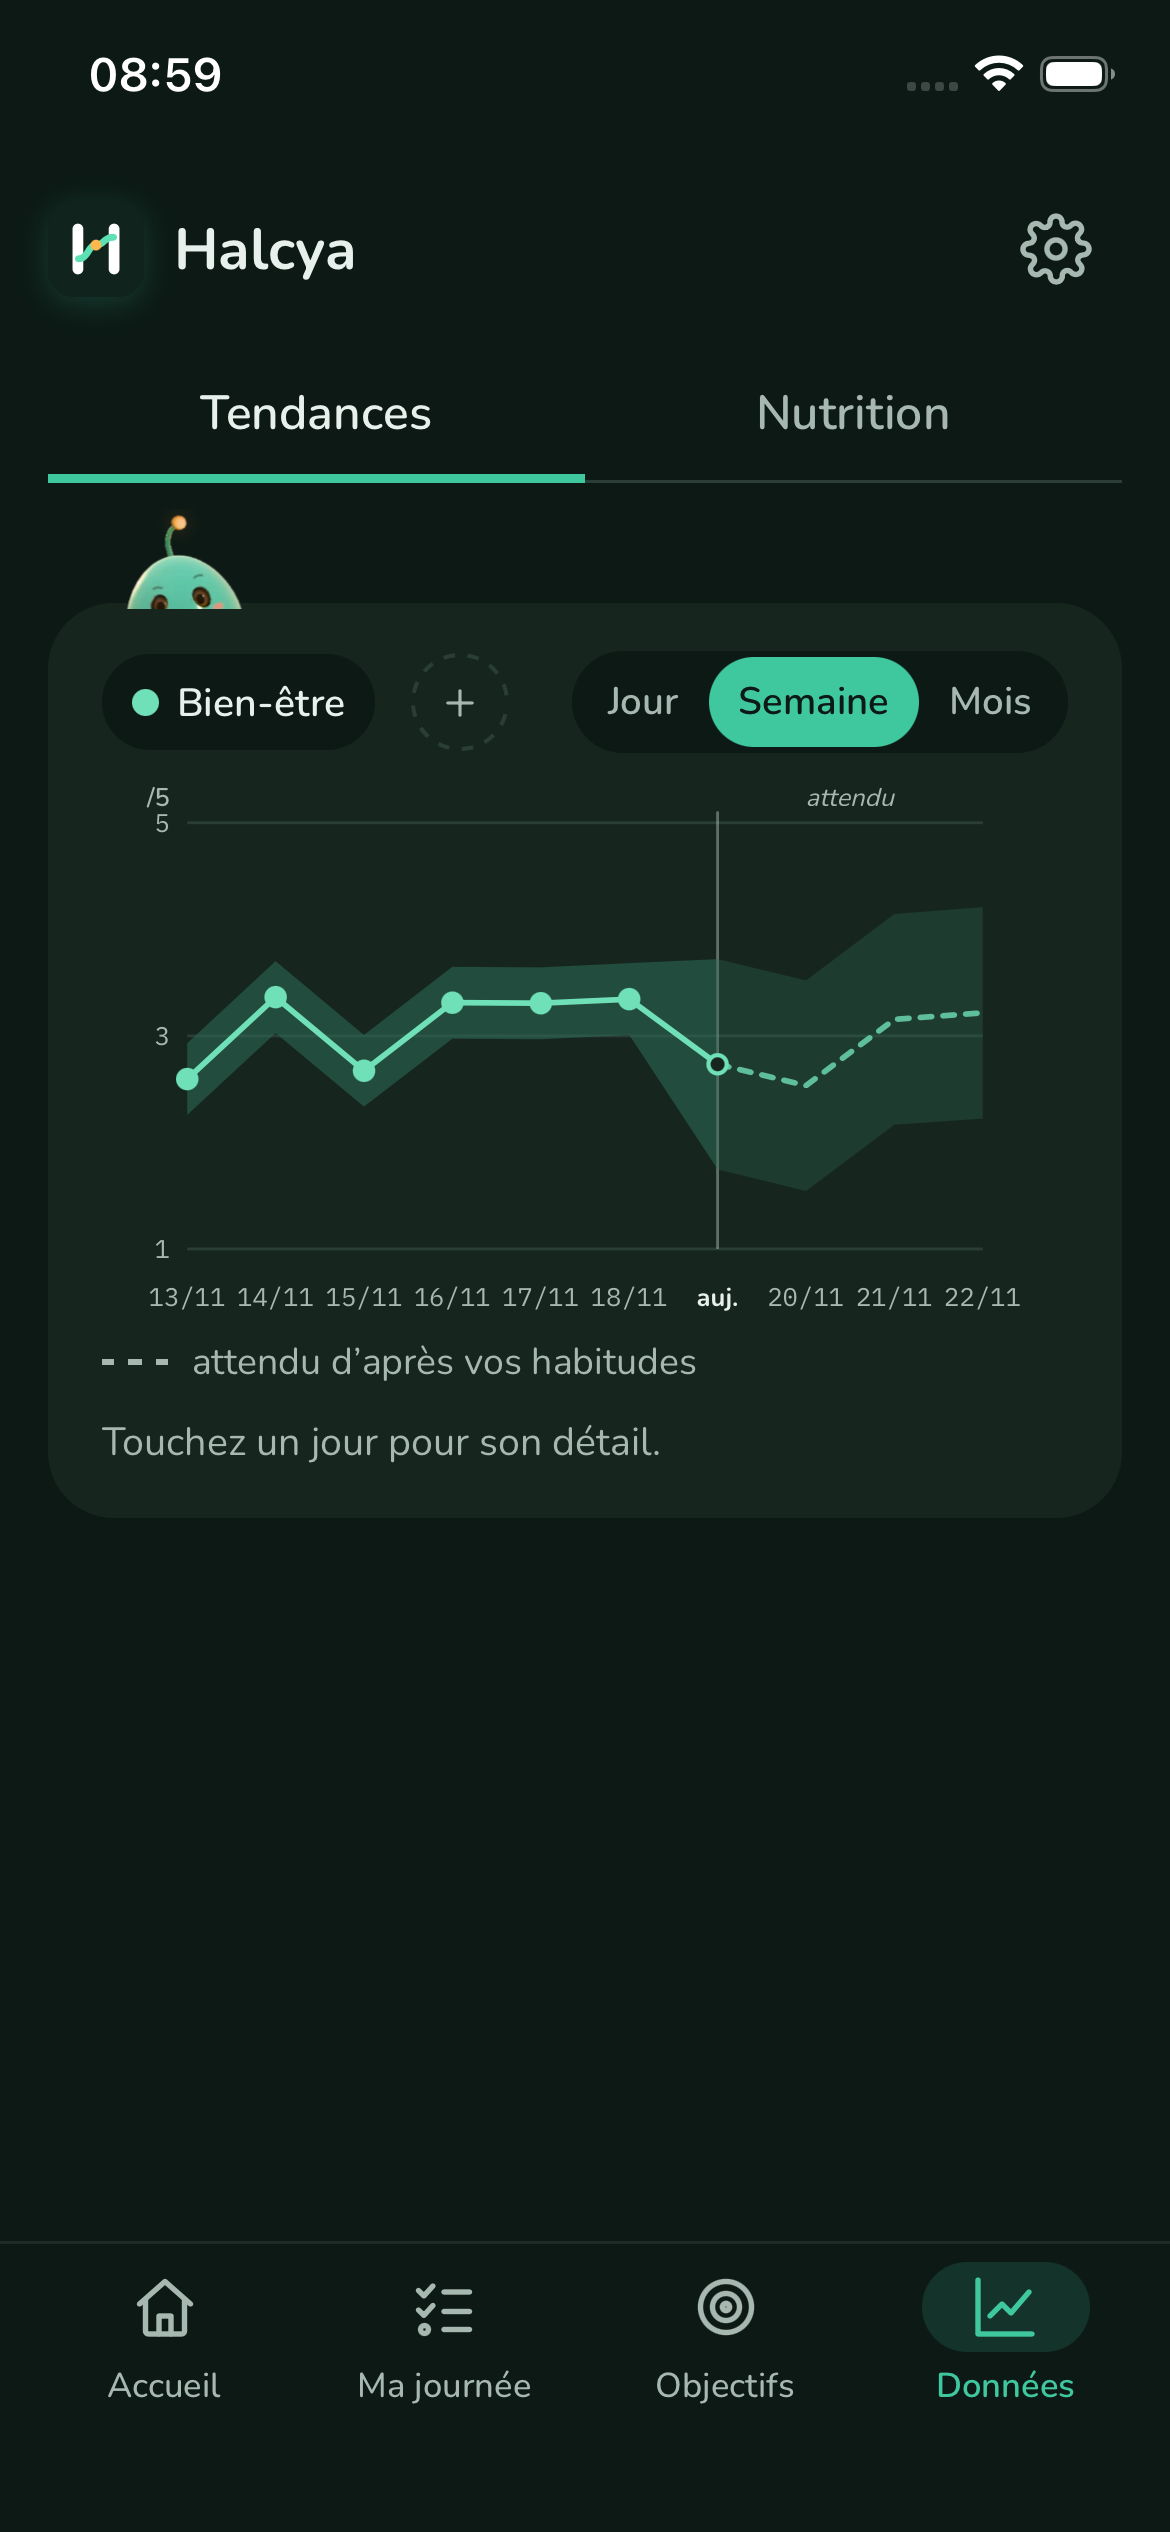 08:59
Halcya
Tendances Nutrition
Bien-être + Jour Semaine Mois
/5 attendu
5
3
1
13/11 14/11 15/11 16/11 17/11 18/11 auj. 20/11 21/11 22/11
attendu d’après vos habitudes
Touchez un jour pour son détail.
Accueil Ma journée Objectifs Données